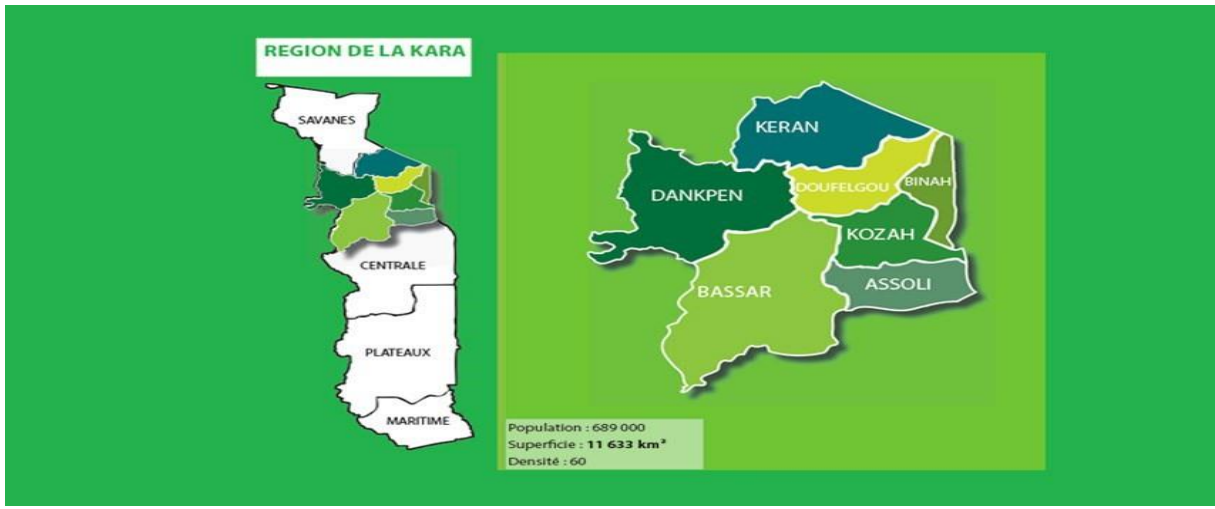 REGION DE LA KARA
SAVANES
CENTRALE
PLATEAUX
MARITIME
KERAN
DANKPEN
DOUFELGOU
BINAH
KOZAH
BASSAR
ASSOLI
Population : 689 000
Superficie : 11 633 km²
Densité : 60